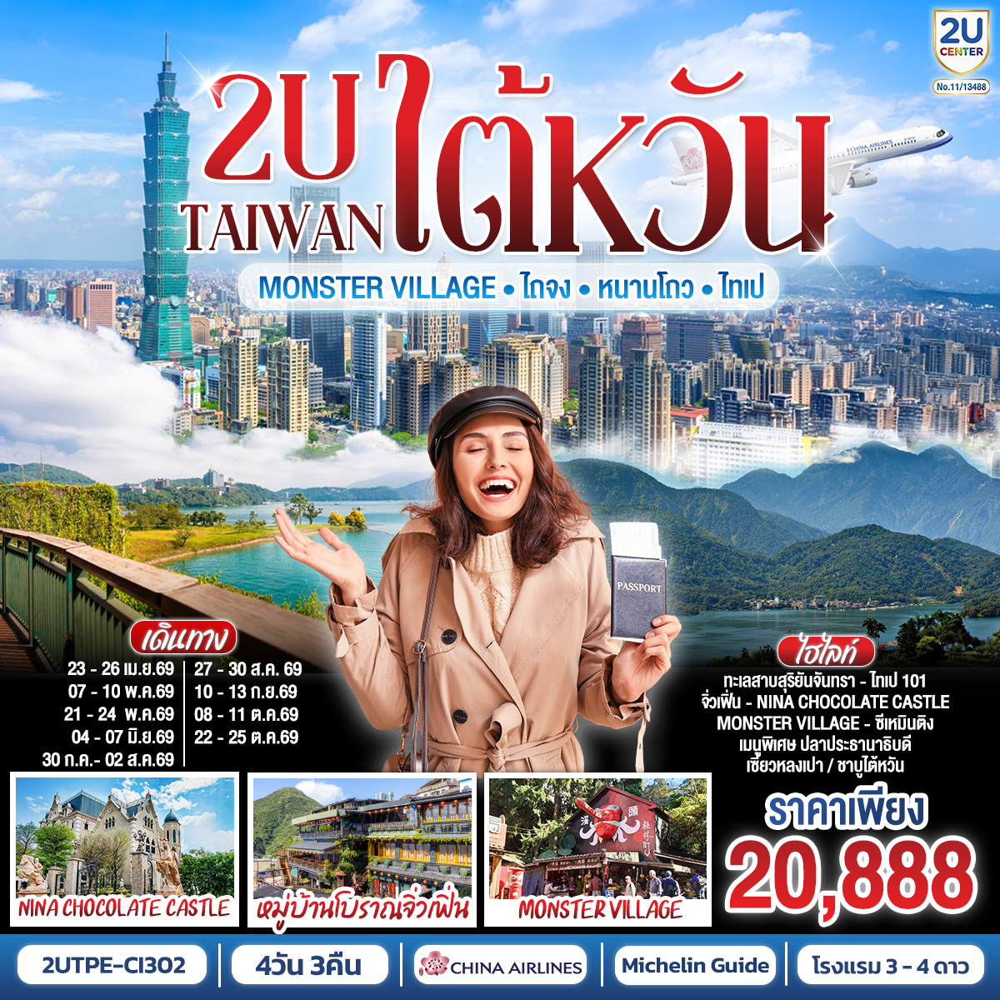 2U
CENTER
No.11/13488
2U ใต้หวัน
TAIWAN
CHINA AIRLINES
MONSTER VILLAGE • ไถจง • หนานโถว • ไทเป
PASSPORT
เดินทาง
23 - 26 เม.ย.69
07 - 10 พ.ค.69
21 - 24 พ.ค.69
04 - 07 มิ.ย.69
30 ก.ค.- 02 ส.ค.69
27 - 30 ส.ค. 69
10 - 13 ก.ย.69
08 - 11 ต.ค.69
22 - 25 ต.ค.69
ไฮไลท์
ทะเลสาบสุริยันจันทรา - ไทเป 101
จิ่วเฟิ่น - NINA CHOCOLATE CASTLE
MONSTER VILLAGE - ซีเหมินติง
เมนูพิเศษ ปลาประธานาธิบดี
เซี่ยวหลงเปา / ชาบูไต้หวัน
ราคาเพียง
20,888
NINA CHOCOLATE CASTLE
หมู่บ้านโบราณจิ่วเฟิ่น
MONSTER VILLAGE
2UTPE-CI302
4วัน 3คืน
CHINA AIRLINES
Michelin Guide
โรงแรม 3 - 4 ดาว